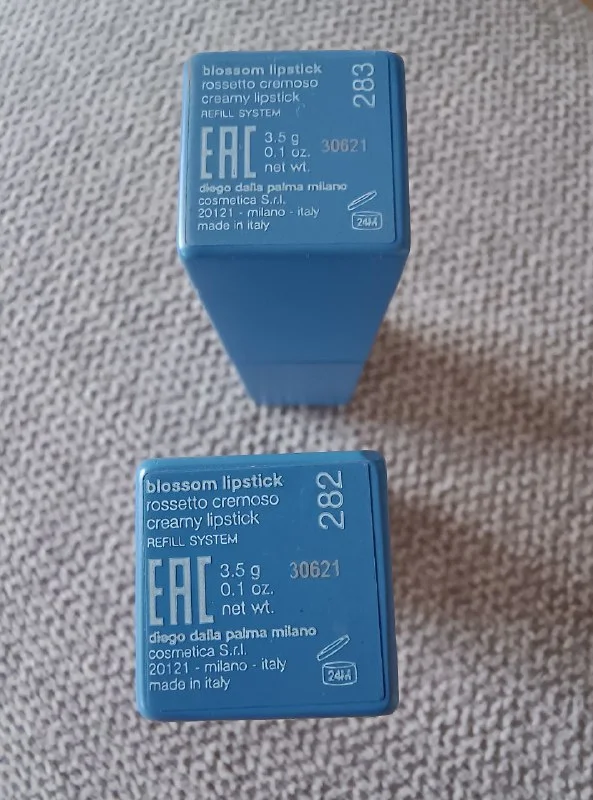 blossom lipstick
rossetto cremoso
creamy lipstick
REFILL SYSTEM
283
EAC
3.5 g
0.1 oz.
net wt.
30621
diego dalla palma milano
cosmetica S.r.l.
20121 - milano - italy
made in italy
24M
blossom lipstick
rossetto cremoso
creamy lipstick
REFILL SYSTEM
282
EAC
3.5 g
0.1 oz.
net wt.
30621
diego dalla palma milano
cosmetica S.r.l.
20121 - milano - italy
made in italy
24M